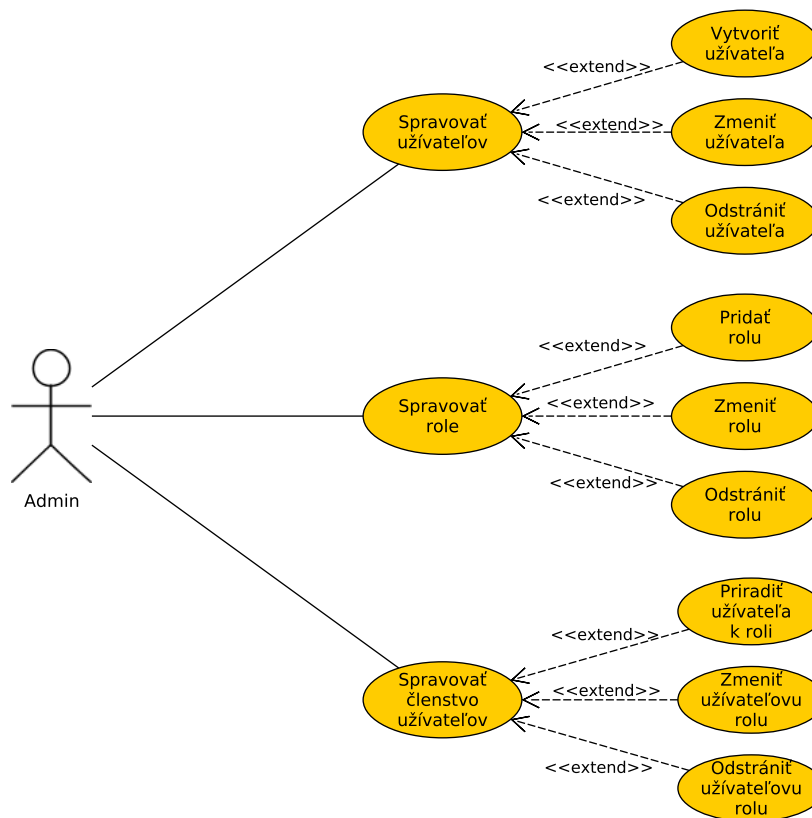 Vytvoriť
užívateľa
<<extend>>
Spravovať
užívateľov
<<extend>>
Zmeniť
užívateľa
<<extend>>
Odstrániť
užívateľa
Pridať
rolu
<<extend>>
Spravovať
role
<<extend>>
Zmeniť
rolu
<<extend>>
Odstrániť
rolu
Admin
Priradiť
užívateľa
k roli
<<extend>>
Spravovať
členstvo
užívateľov
<<extend>>
Zmeniť
užívateľovu
rolu
<<extend>>
Odstrániť
užívateľovu
rolu